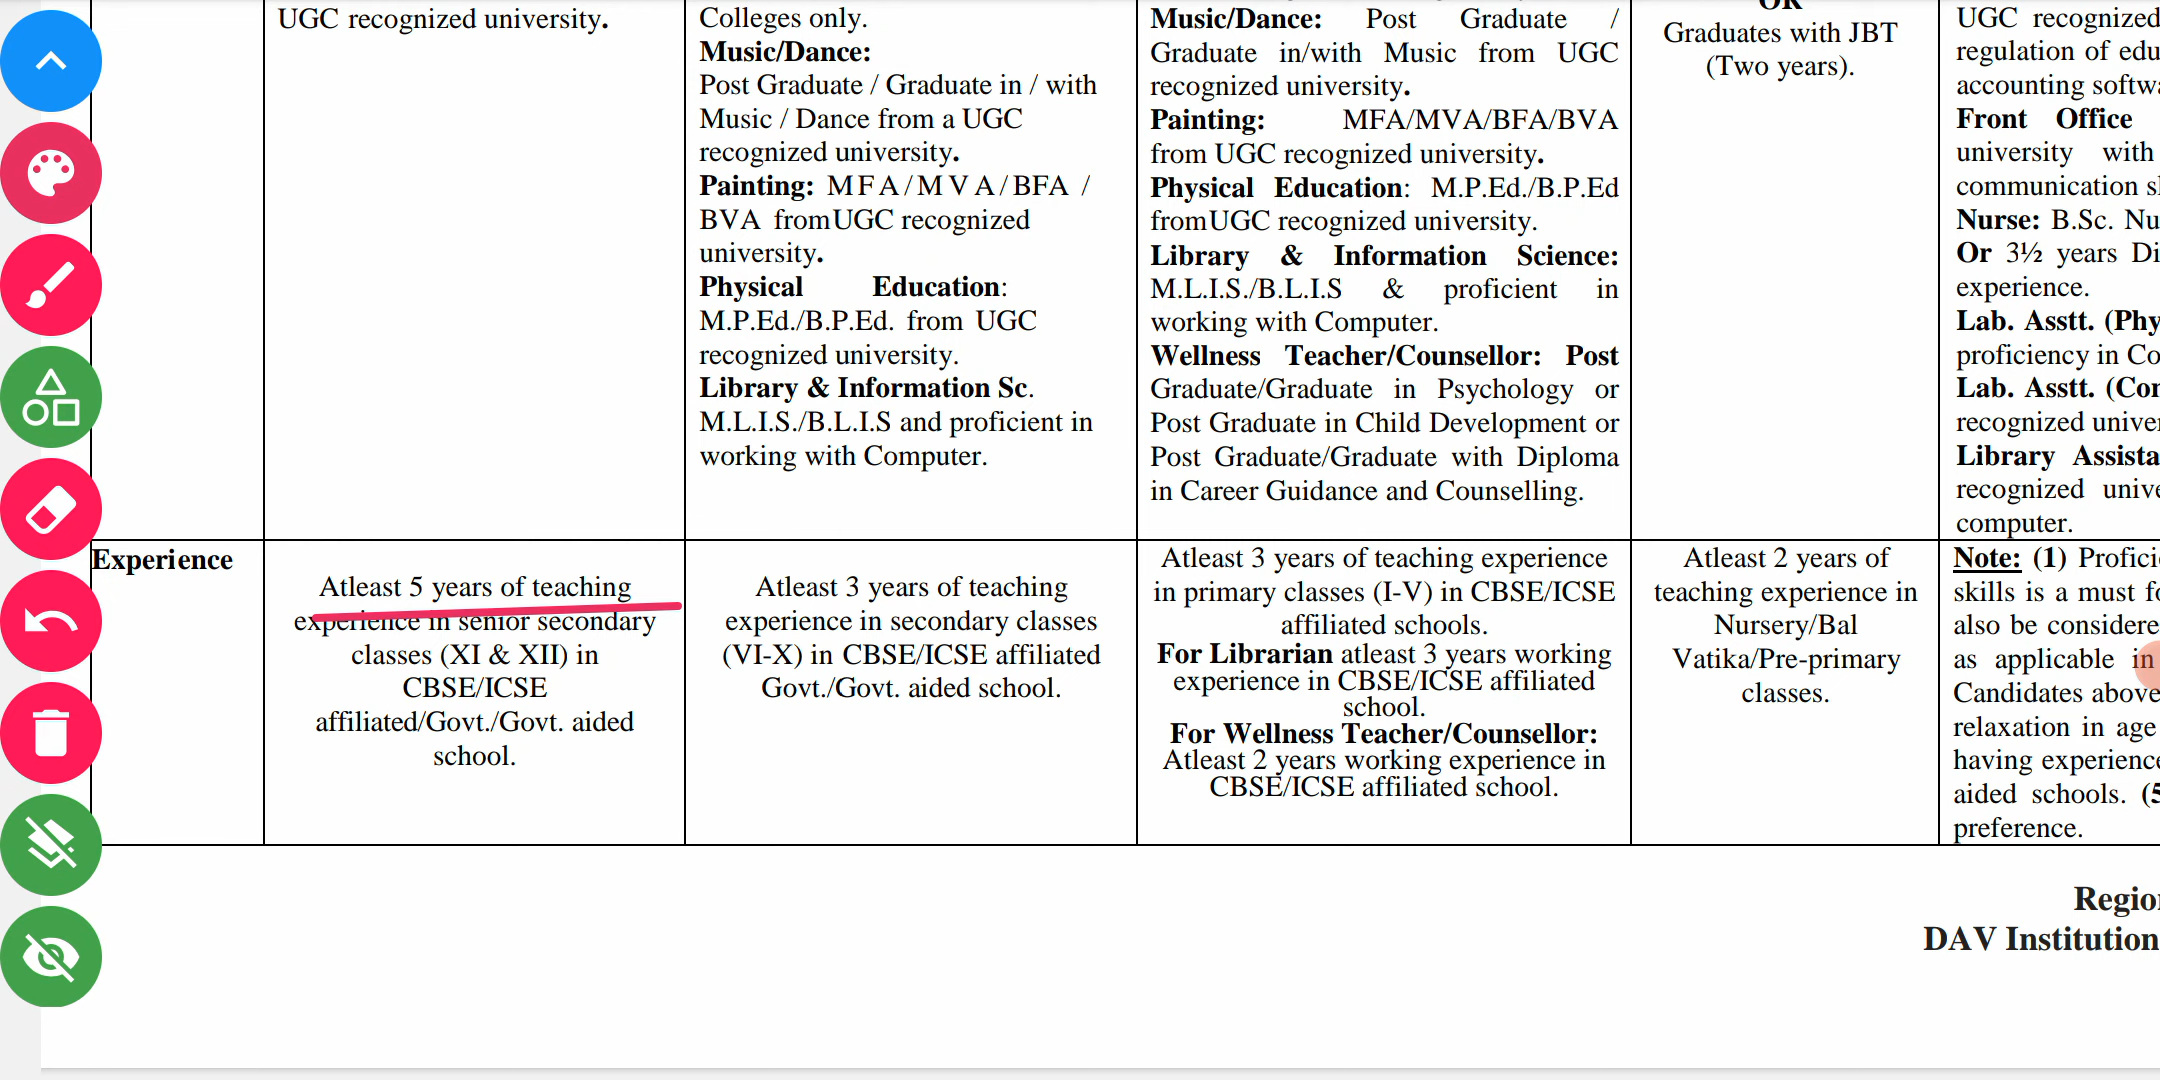 UGC recognized university.
Colleges only.
Music/Dance:
Post Graduate / Graduate in / with
Music / Dance from a UGC
recognized university.
Painting: MFA/MVA/BFA /
BVA from UGC recognized
university.
Physical Education:
M.P.Ed./B.P.Ed. from UGC
recognized university.
Library & Information Sc.
M.L.I.S./B.L.I.S and proficient in
working with Computer.
Music/Dance: Post Graduate /
Graduate in/with Music from UGC
recognized university.
Painting: MFA/MVA/BFA/BVA
from UGC recognized university.
Physical Education: M.P.Ed./B.P.Ed
from UGC recognized university.
Library & Information Science:
M.L.I.S./B.L.I.S & proficient in
working with Computer.
Wellness Teacher/Counsellor: Post
Graduate/Graduate in Psychology or
Post Graduate in Child Development or
Post Graduate/Graduate with Diploma
in Career Guidance and Counselling.
OR
Graduates with JBT
(Two years).
UGC recognized
regulation of
accounting
Front Office
university with
communication
Nurse: B.Sc.
Or 3½ years
experience.
Lab. Asstt.
proficiency in
Lab. Asstt.
recognized
Library
recognized
computer.
Experience
Atleast 5 years of teaching
experience in senior secondary
classes (XI & XII) in
CBSE/ICSE
affiliated/Govt./Govt. aided
school.
Atleast 3 years of teaching
experience in secondary classes
(VI-X) in CBSE/ICSE affiliated
Govt./Govt. aided school.
Atleast 3 years of teaching experience
in primary classes (I-V) in CBSE/ICSE
affiliated schools.
For Librarian atleast 3 years working
experience in CBSE/ICSE affiliated
school.
For Wellness Teacher/Counsellor:
Atleast 2 years working experience in
CBSE/ICSE affiliated school.
Atleast 2 years of
teaching experience in
Nursery/Bal
Vatika/Pre-primary
classes.
Note: (1)
skills is a must
also be
as applicable in
Candidates above
relaxation in age
having experience
aided schools.
preference.
DAV